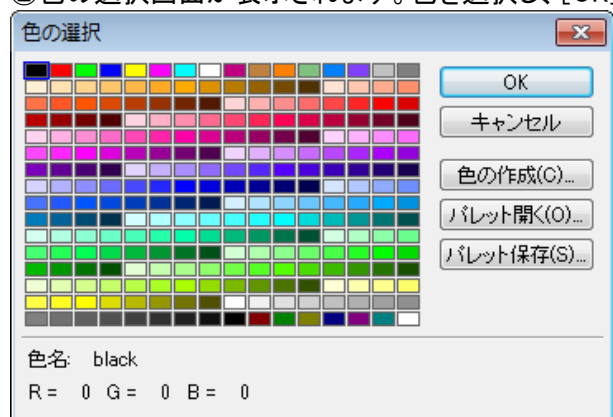 ②色の選択画面が表示されます。色を選択し、[OK]
色の選択
OK
キャンセル
色の作成(C)...
パレット開く(O)...
パレット保存(S)...
色名: black
R = 0 G = 0 B = 0